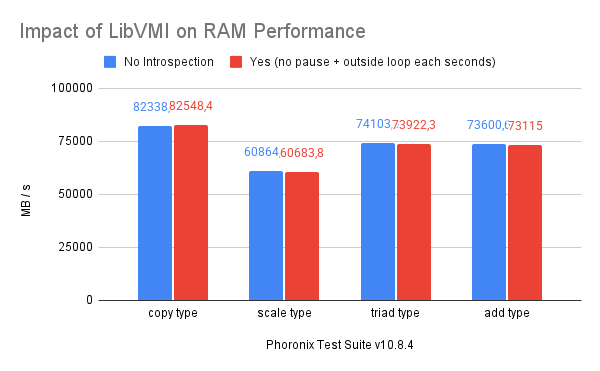 Impact of LibVMI on RAM Performance
No Introspection
Yes (no pause + outside loop each seconds)
100000
75000
50000
25000
0
MB / s
82338, 82548,4
60864, 60683,8
74103, 73922,3
73600,6 73115
copy type
scale type
triad type
add type
Phoronix Test Suite v10.8.4